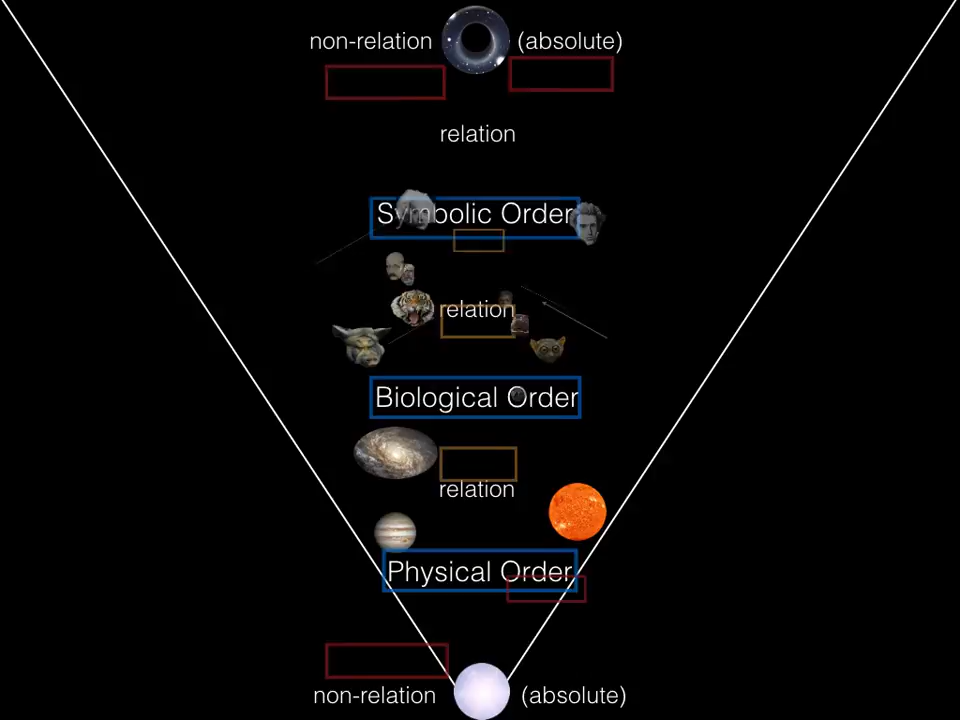 non-relation (absolute)
relation
Symbolic Order
relation
Biological Order
relation
Physical Order
non-relation (absolute)